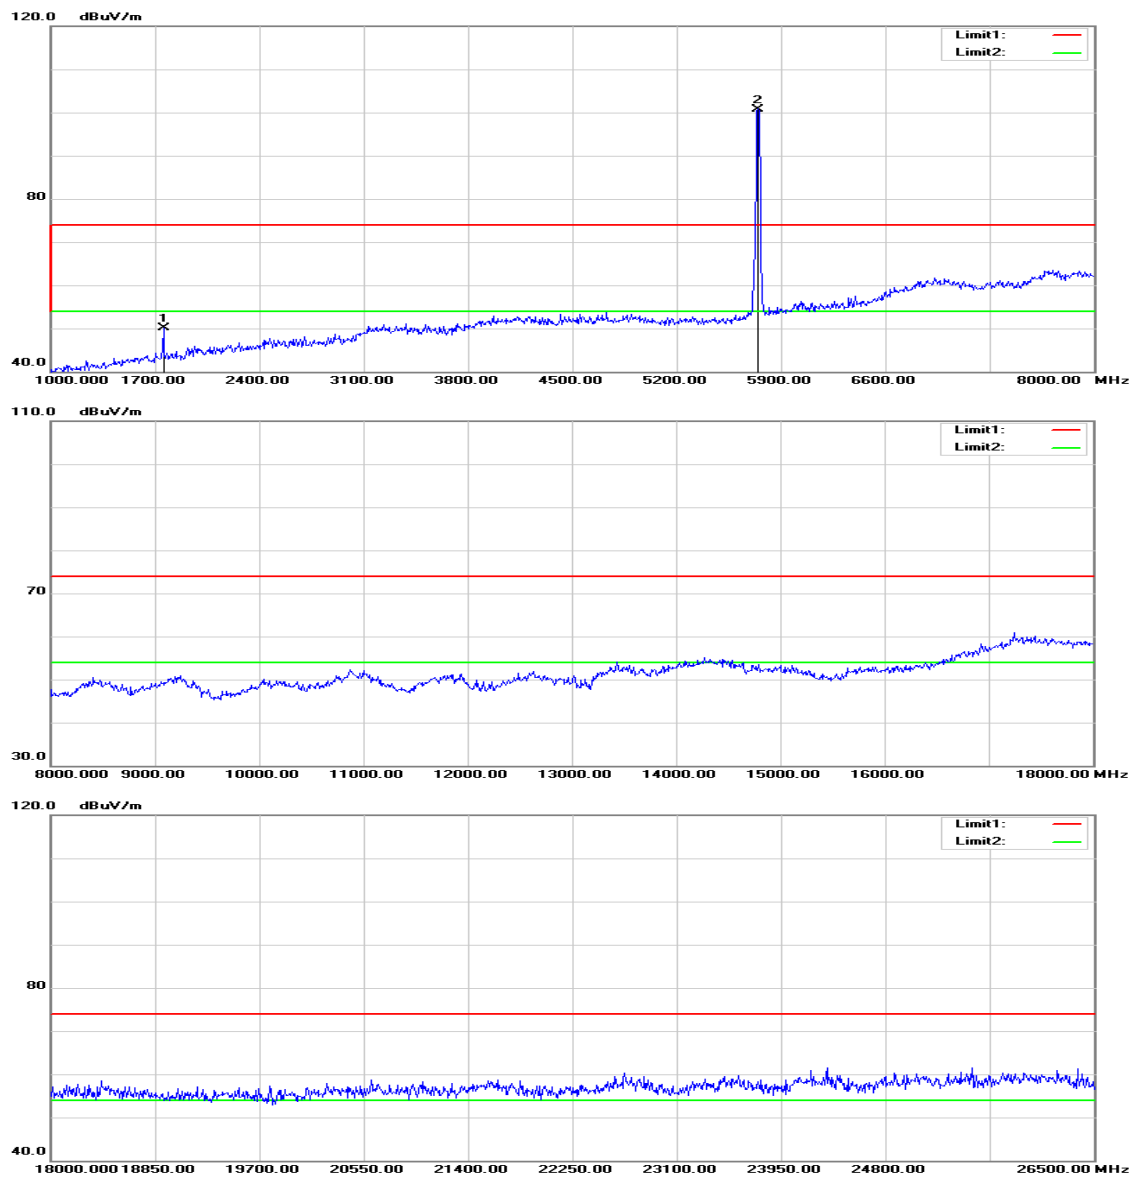 120.0 dBuV/m
Limit1:
Limit2:
2
80
1
40.0
1000.000 1700.00 2400.00 3100.00 3800.00 4500.00 5200.00 5900.00 6600.00 8000.00 MHz
110.0 dBuV/m
Limit1:
Limit2:
70
30.0
8000.000 9000.00 10000.00 11000.00 12000.00 13000.00 14000.00 15000.00 16000.00 18000.00 MHz
120.0 dBuV/m
Limit1:
Limit2:
80
40.0
18000.000 18850.00 19700.00 20550.00 21400.00 22250.00 23100.00 23950.00 24800.00 26500.00 MHz